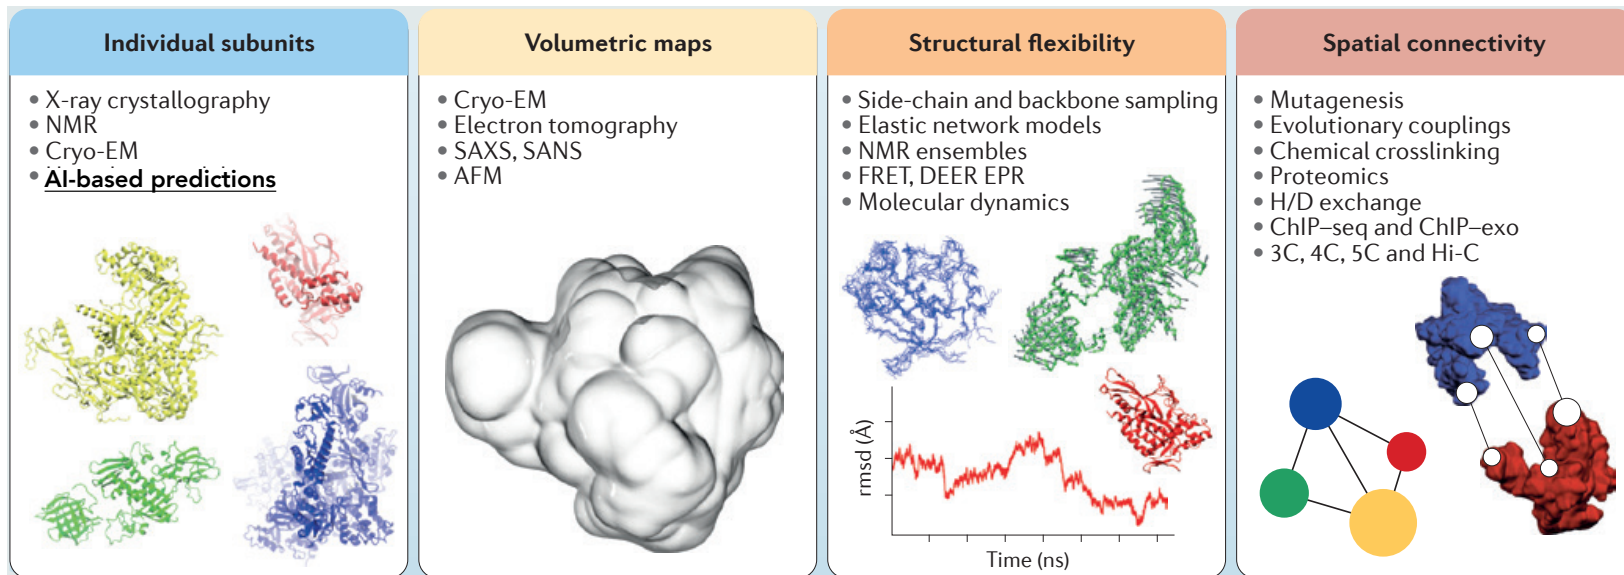 Individual subunits
• X-ray crystallography
• NMR
• Cryo-EM
• AI-based predictions
Volumetric maps
• Cryo-EM
• Electron tomography
• SAXS, SANS
• AFM
Structural flexibility
• Side-chain and backbone sampling
• Elastic network models
• NMR ensembles
• FRET, DEER EPR
• Molecular dynamics
rmsd (Å)
Time (ns)
Spatial connectivity
• Mutagenesis
• Evolutionary couplings
• Chemical crosslinking
• Proteomics
• H/D exchange
• ChIP–seq and ChIP–exo
• 3C, 4C, 5C and Hi-C